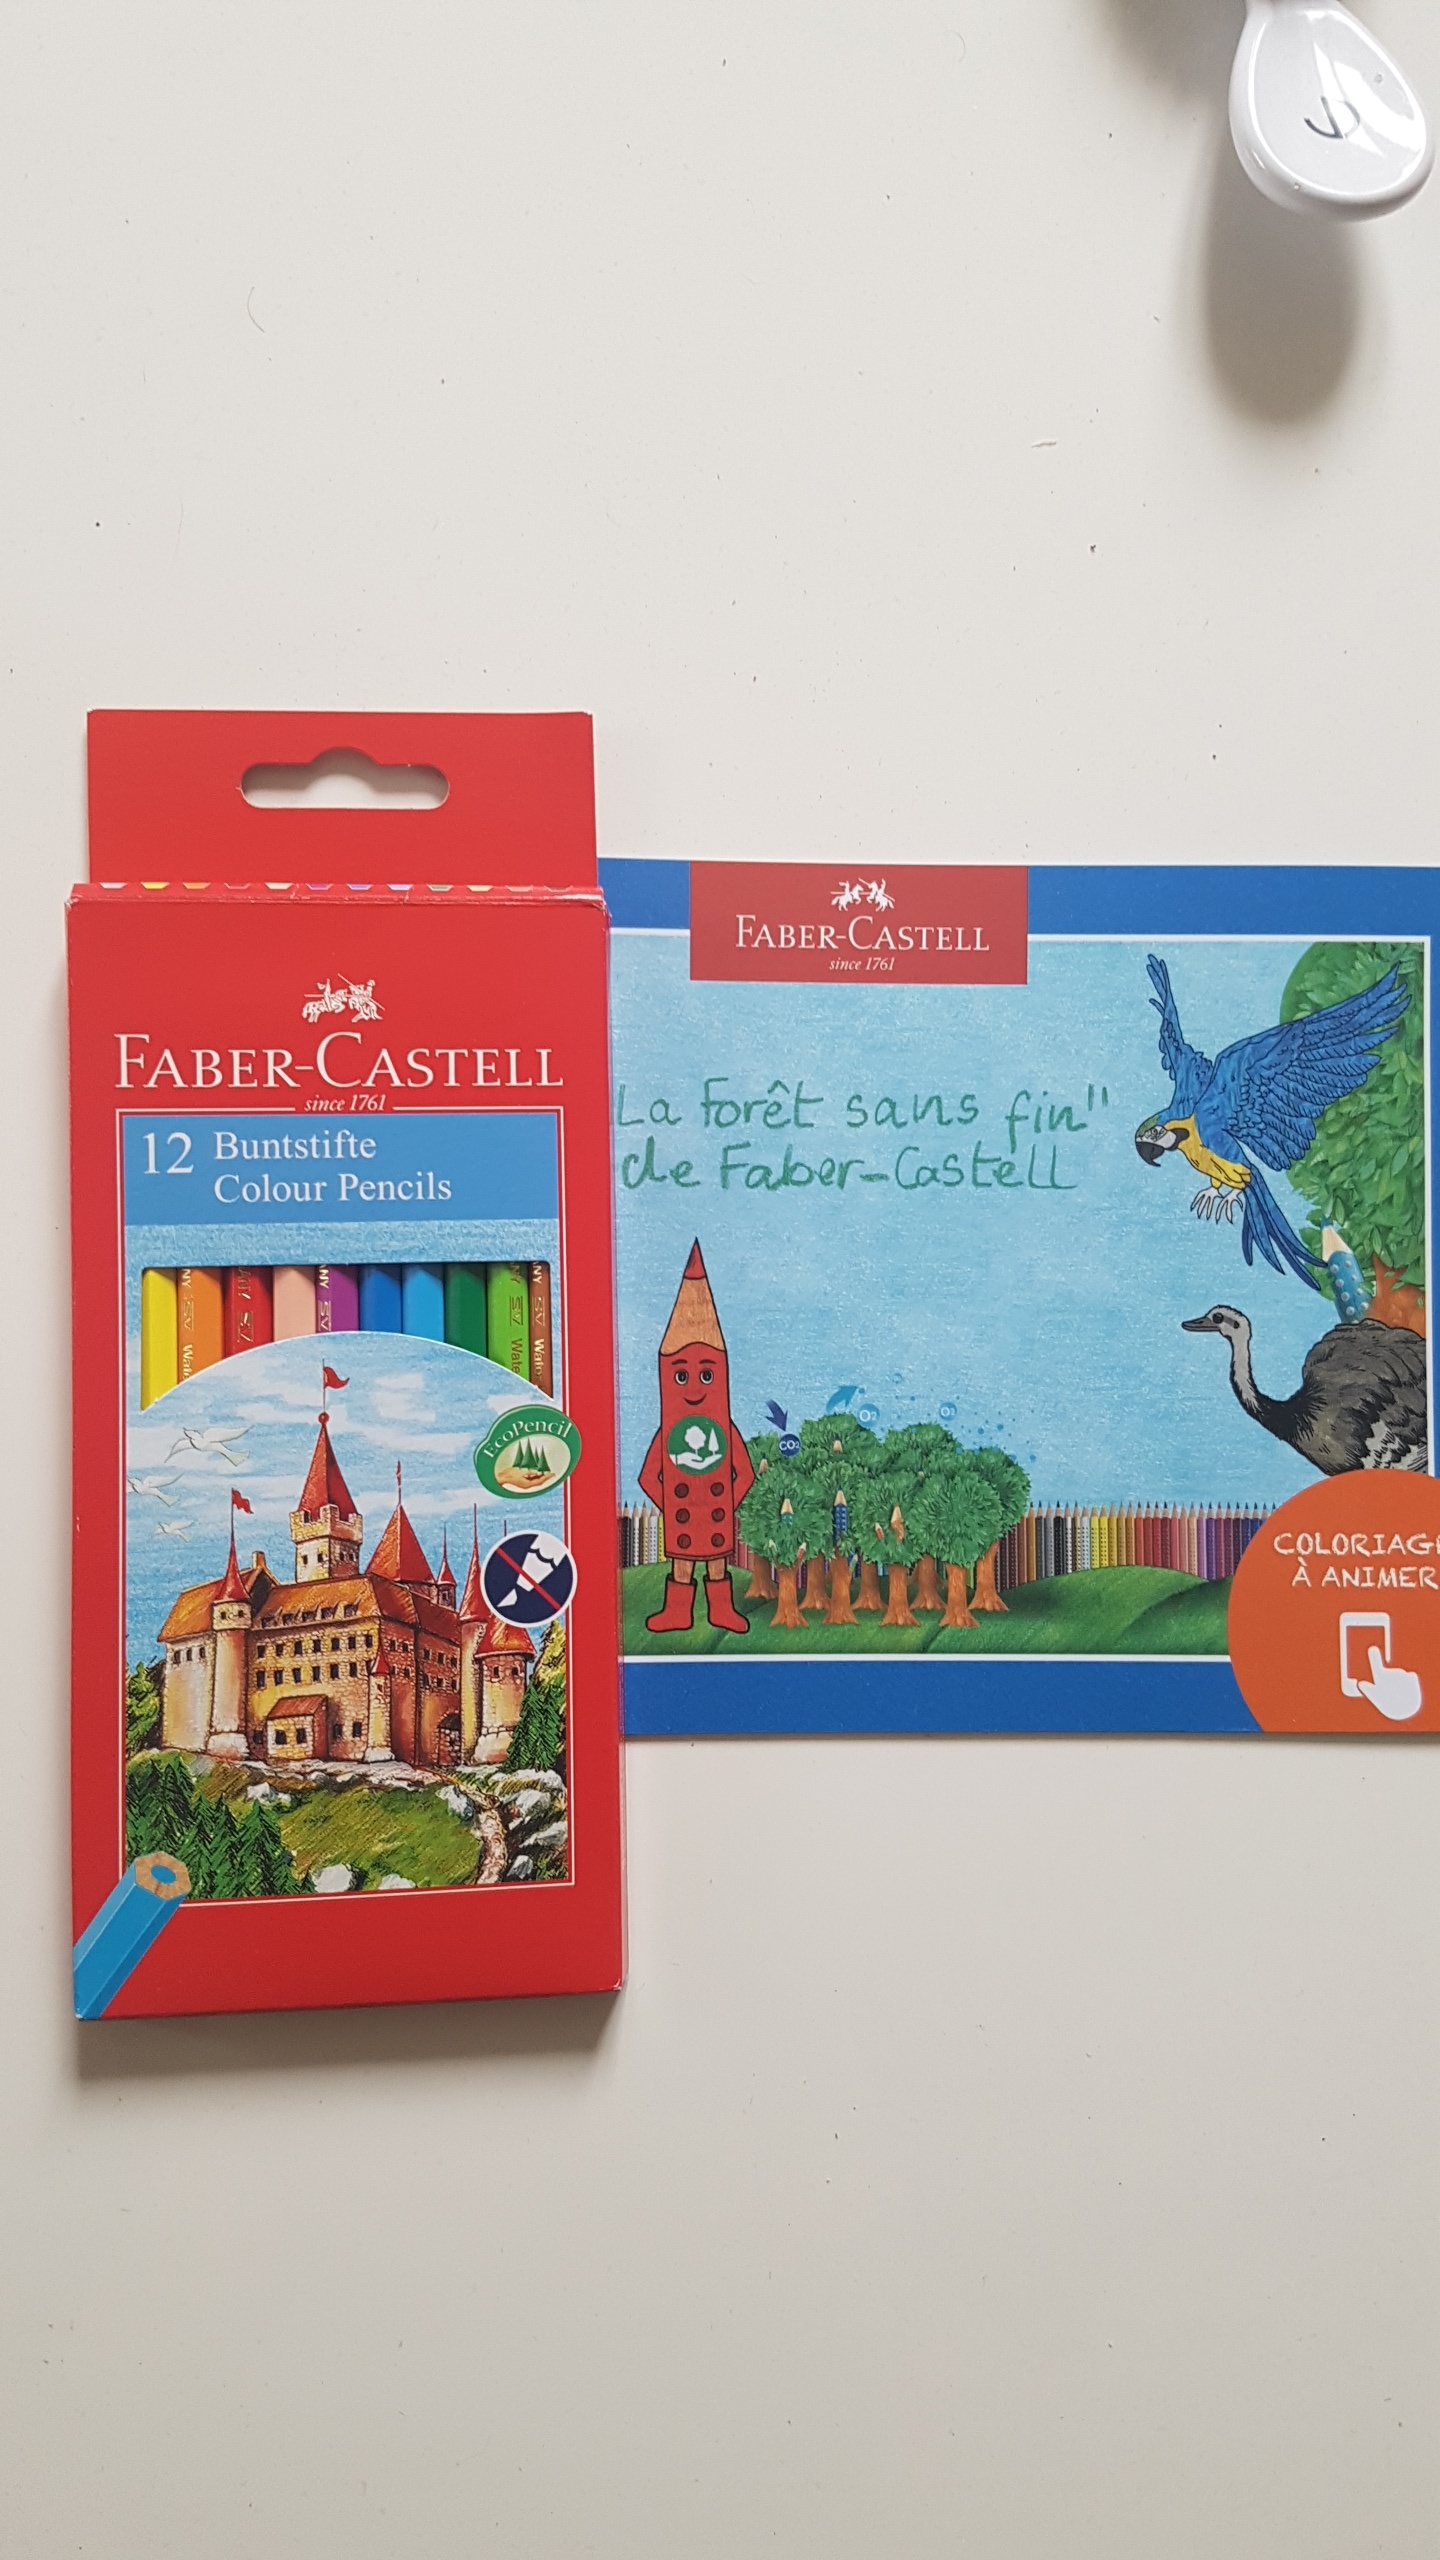 FABER-CASTELL
since 1761
12 Buntstifte
Colour Pencils
EcoPencil
FABER-CASTELL
since 1761
La forêt sans fin"
de Faber-Castell
CO₂
O₂
O₂
COLORIAG
À ANIMER